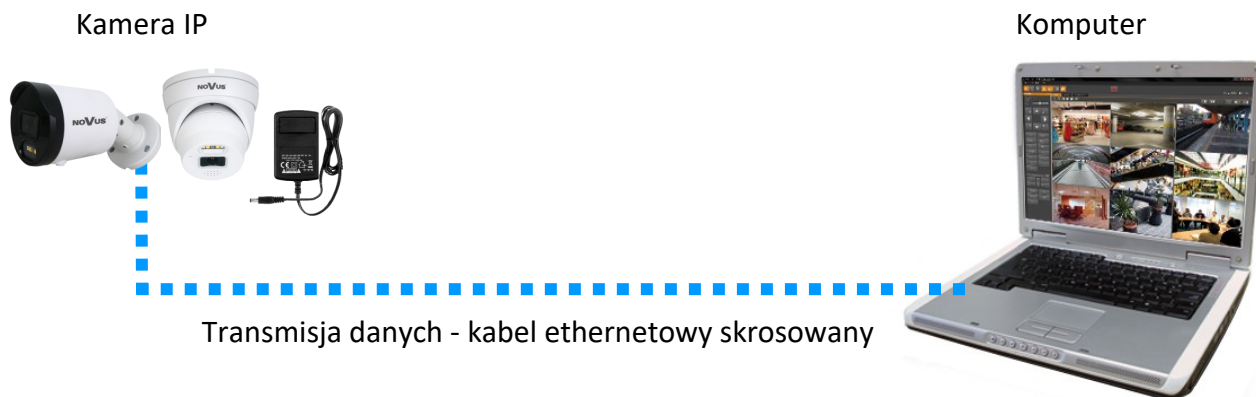 Kamera IP
Komputer
NOVUS
NOVUS
Transmisja danych - kabel ethernetowy skrosowany